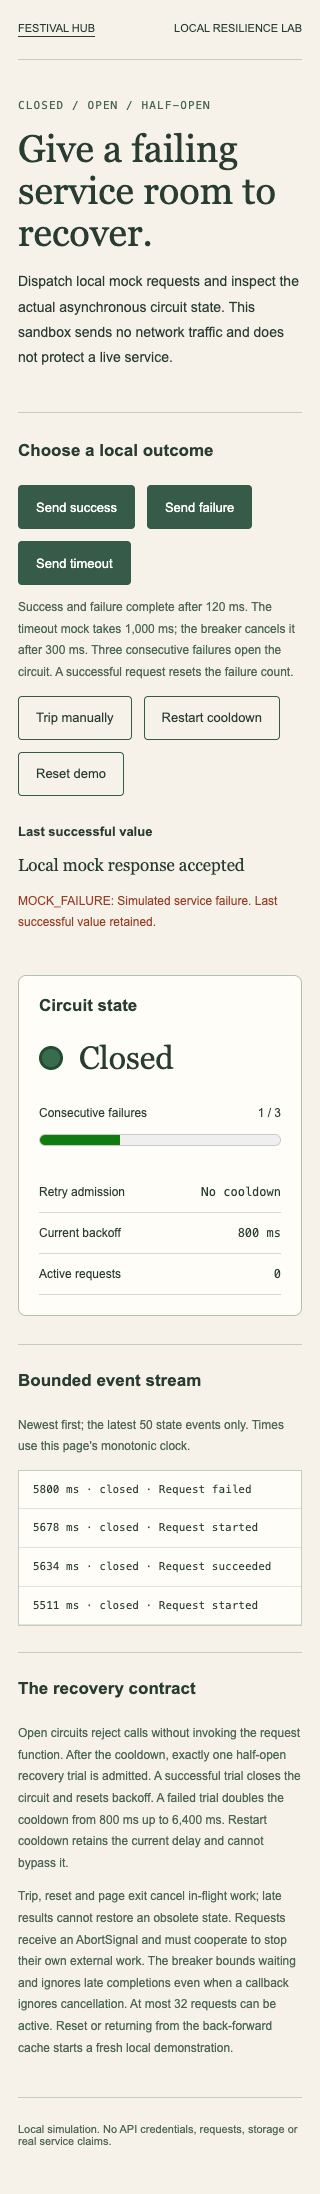 FESTIVAL HUB
LOCAL RESILIENCE LAB
CLOSED / OPEN / HALF-OPEN
Give a failing
service room to
recover.
Dispatch local mock requests and inspect the
actual asynchronous circuit state. This
sandbox sends no network traffic and does
not protect a live service.
Choose a local outcome
Send success
Send failure
Send timeout
Success and failure complete after 120 ms. The
timeout mock takes 1,000 ms; the breaker cancels it
after 300 ms. Three consecutive failures open the
circuit. A successful request resets the failure count.
Trip manually
Restart cooldown
Reset demo
Last successful value
Local mock response accepted
MOCK_FAILURE: Simulated service failure. Last
successful value retained.
Circuit state
Closed
Consecutive failures
1 / 3
Retry admission
No cooldown
Current backoff
800 ms
Active requests
0
Bounded event stream
Newest first; the latest 50 state events only. Times
use this page's monotonic clock.
5800 ms · closed · Request failed
5678 ms · closed · Request started
5634 ms · closed · Request succeeded
5511 ms · closed · Request started
The recovery contract
Open circuits reject calls without invoking the request
function. After the cooldown, exactly one half-open
recovery trial is admitted. A successful trial closes the
circuit and resets backoff. A failed trial doubles the
cooldown from 800 ms up to 6,400 ms. Restart
cooldown retains the current delay and cannot
bypass it.
Trip, reset and page exit cancel in-flight work; late
results cannot restore an obsolete state. Requests
receive an AbortSignal and must cooperate to stop
their own external work. The breaker bounds waiting
and ignores late completions even when a callback
ignores cancellation. At most 32 requests can be
active. Reset or returning from the back-forward
cache starts a fresh local demonstration.
Local simulation. No API credentials, requests, storage or
real service claims.